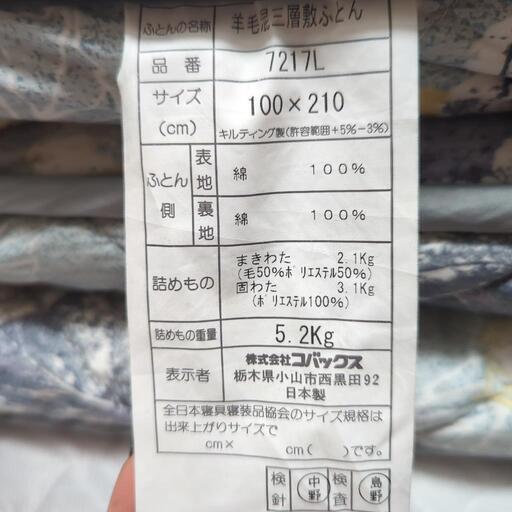 ふとんの名称 羊毛混三層敷ふとん
品番 7217L
サイズ(cm) 100×210
キルティング製(許容範囲+5%-3%)
ふとん側 表地 綿 100%
裏地 綿 100%
詰めもの まきわた 2.1Kg
(毛50%ポリエステル50%)
固わた 3.1Kg
(ポリエステル100%)
詰めもの重量 5.2Kg
表示者 株式会社コバックス
栃木県小山市西黒田92
日本製
全日本寝具寝装品協会のサイズ規格は
出来上がりサイズで
cm× cm( )です。
検針 中野 検査 島野